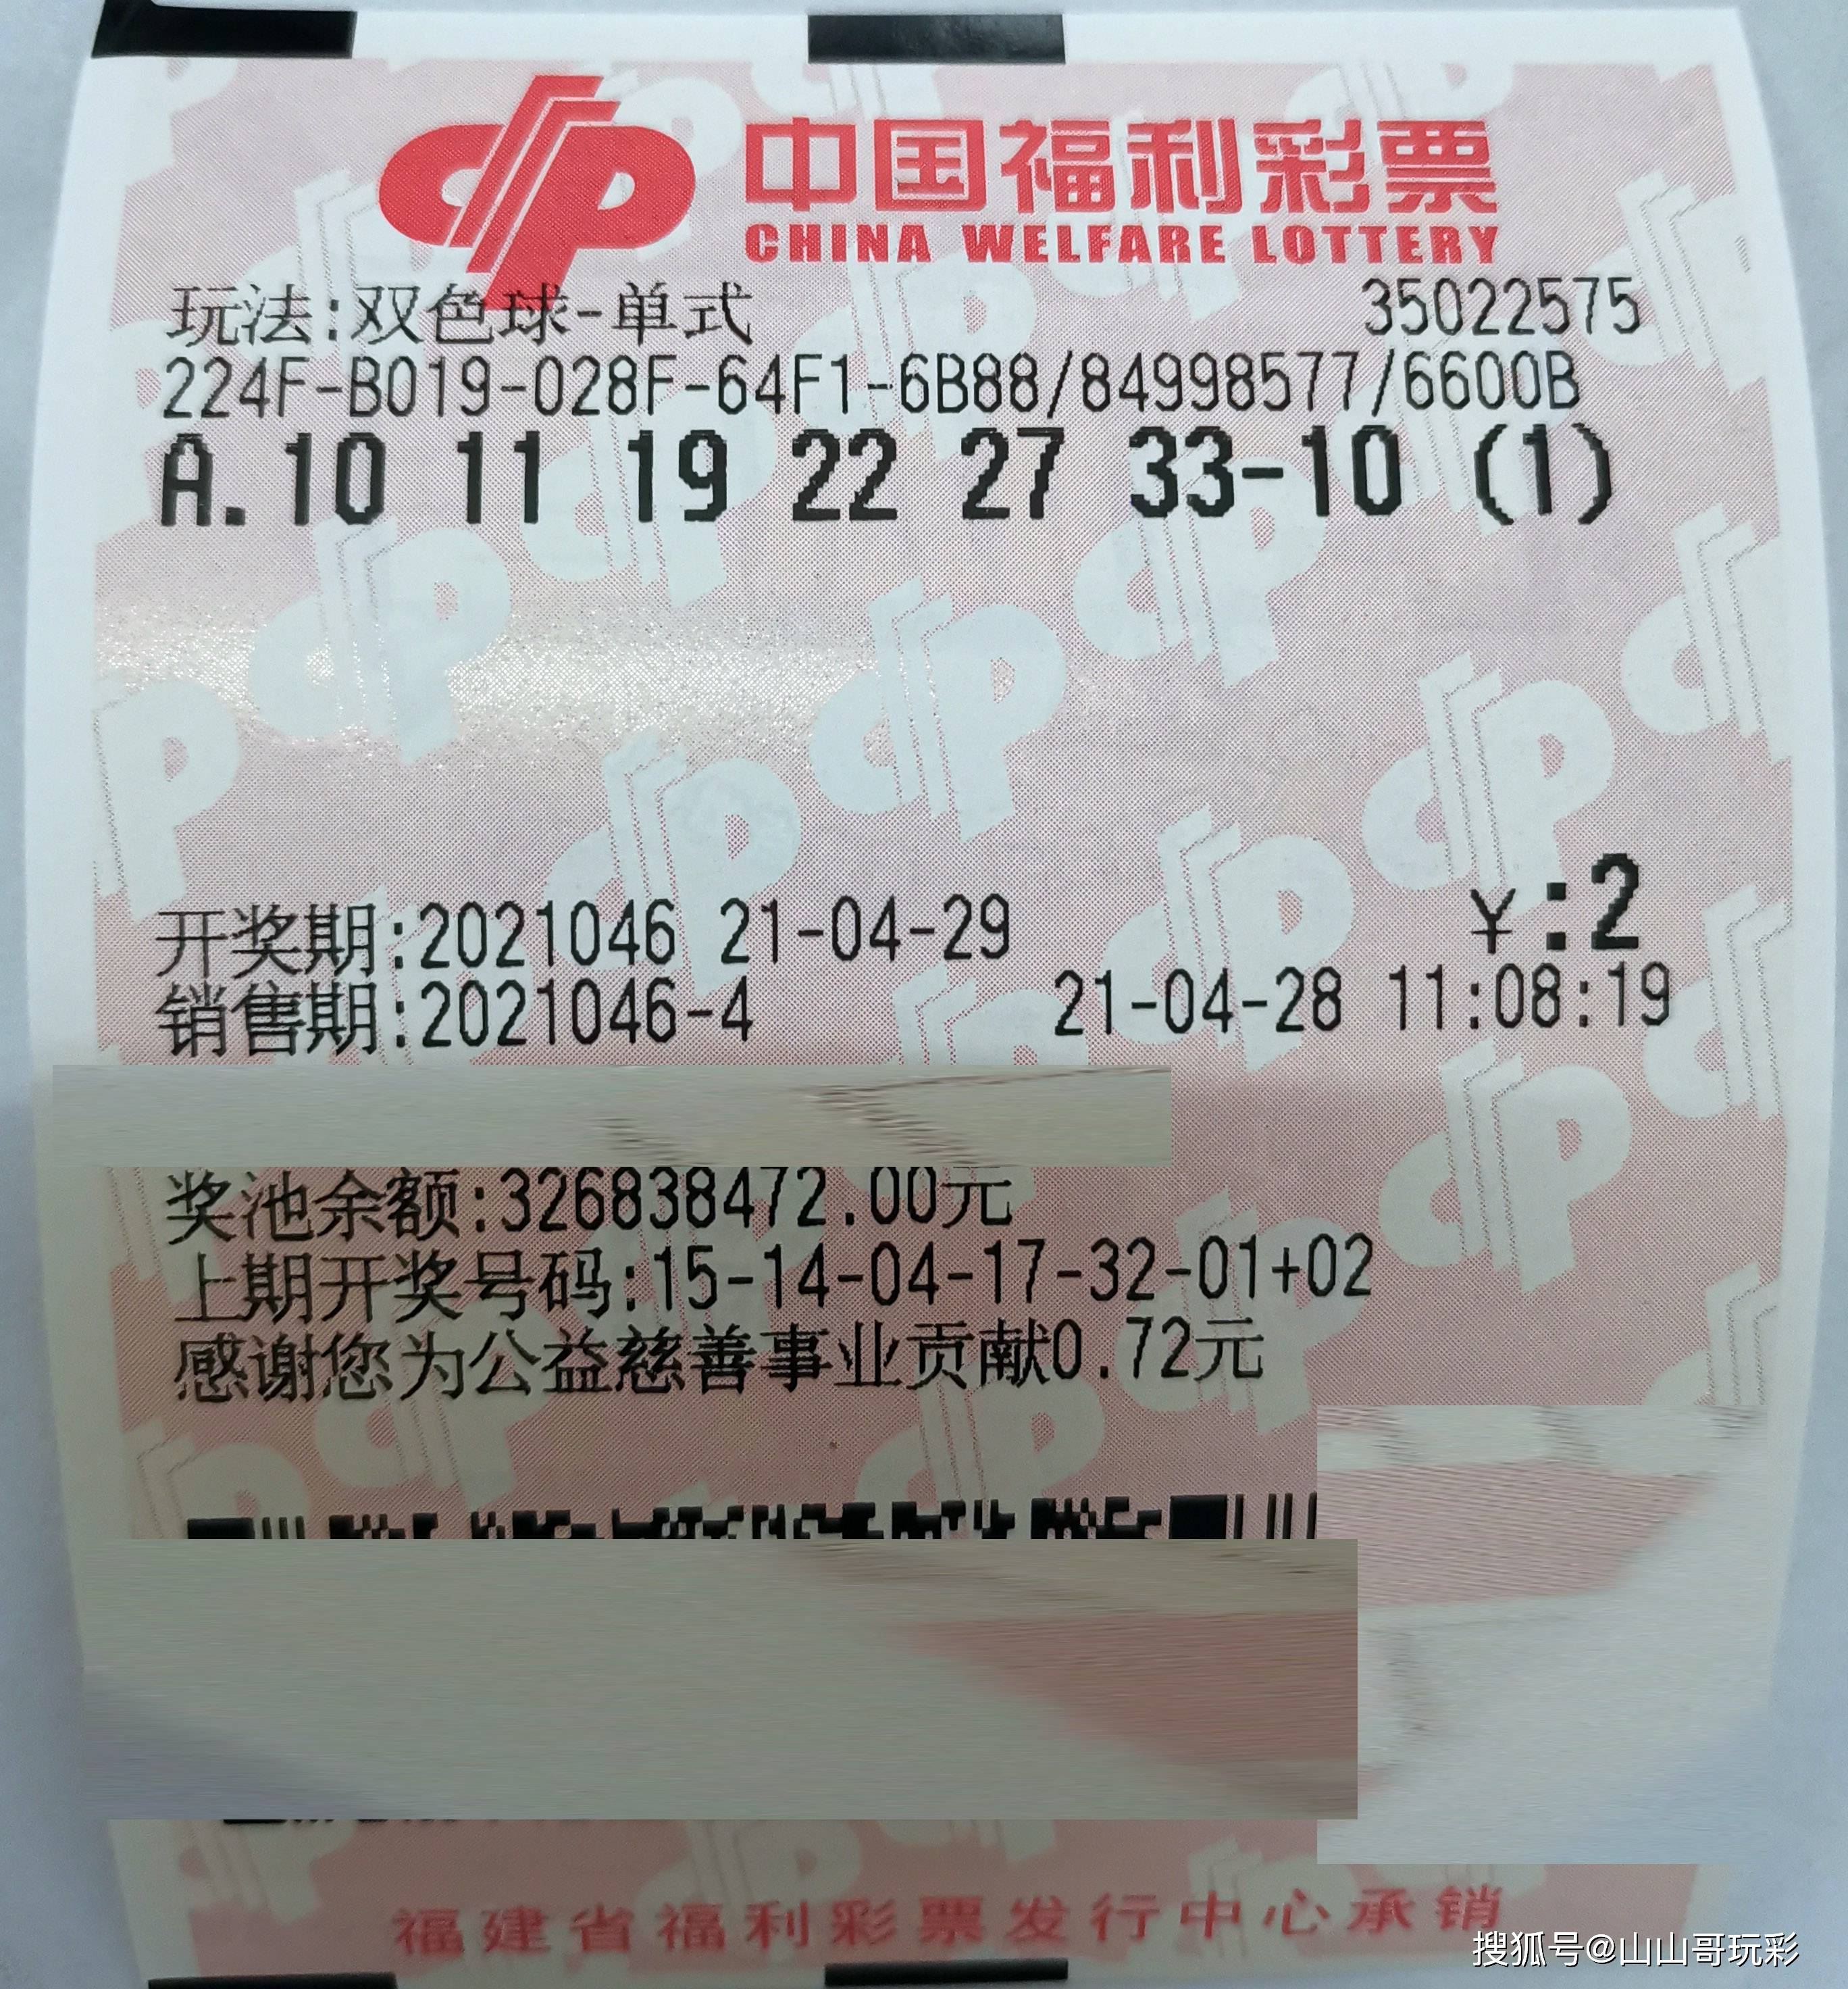 中国福利彩票
CHINA WELFARE LOTTERY
玩法:双色球-单式 35022575
224F-B019-028F-64F1-6B88/84998577/6600B
A.10 11 19 22 27 33-10 (1)
¥:2
开奖期:2021046 21-04-29
销售期:2021046-4 21-04-28 11:08:19
奖池余额:326838472.00元
上期开奖号码:15-14-04-17-32-01+02
感谢您为公益慈善事业贡献0.72元
福建省福利彩票发行中心承销
搜狐号@山山哥玩彩